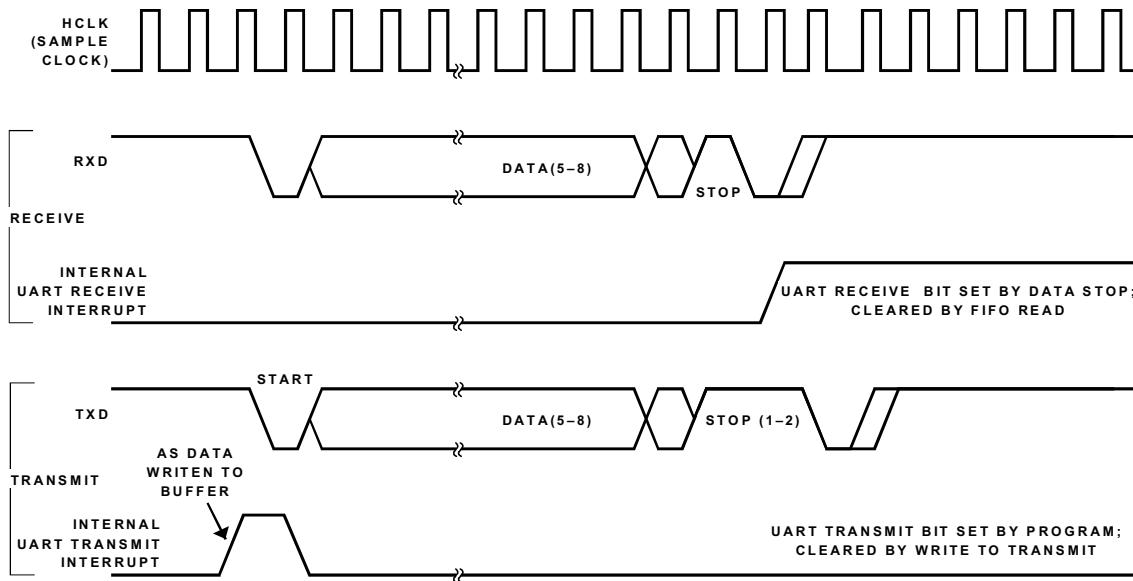 HCLK
(SAMPLE
CLOCK)
RXD
DATA(5–8)
STOP
RECEIVE
INTERNAL
UART RECEIVE
INTERRUPT
UART RECEIVE BIT SET BY DATA STOP;
CLEARED BY FIFO READ
START
TXD
DATA(5–8)
STOP (1–2)
AS DATA
WRITEN TO
BUFFER
TRANSMIT
INTERNAL
UART TRANSMIT
INTERRUPT
UART TRANSMIT BIT SET BY PROGRAM;
CLEARED BY WRITE TO TRANSMIT